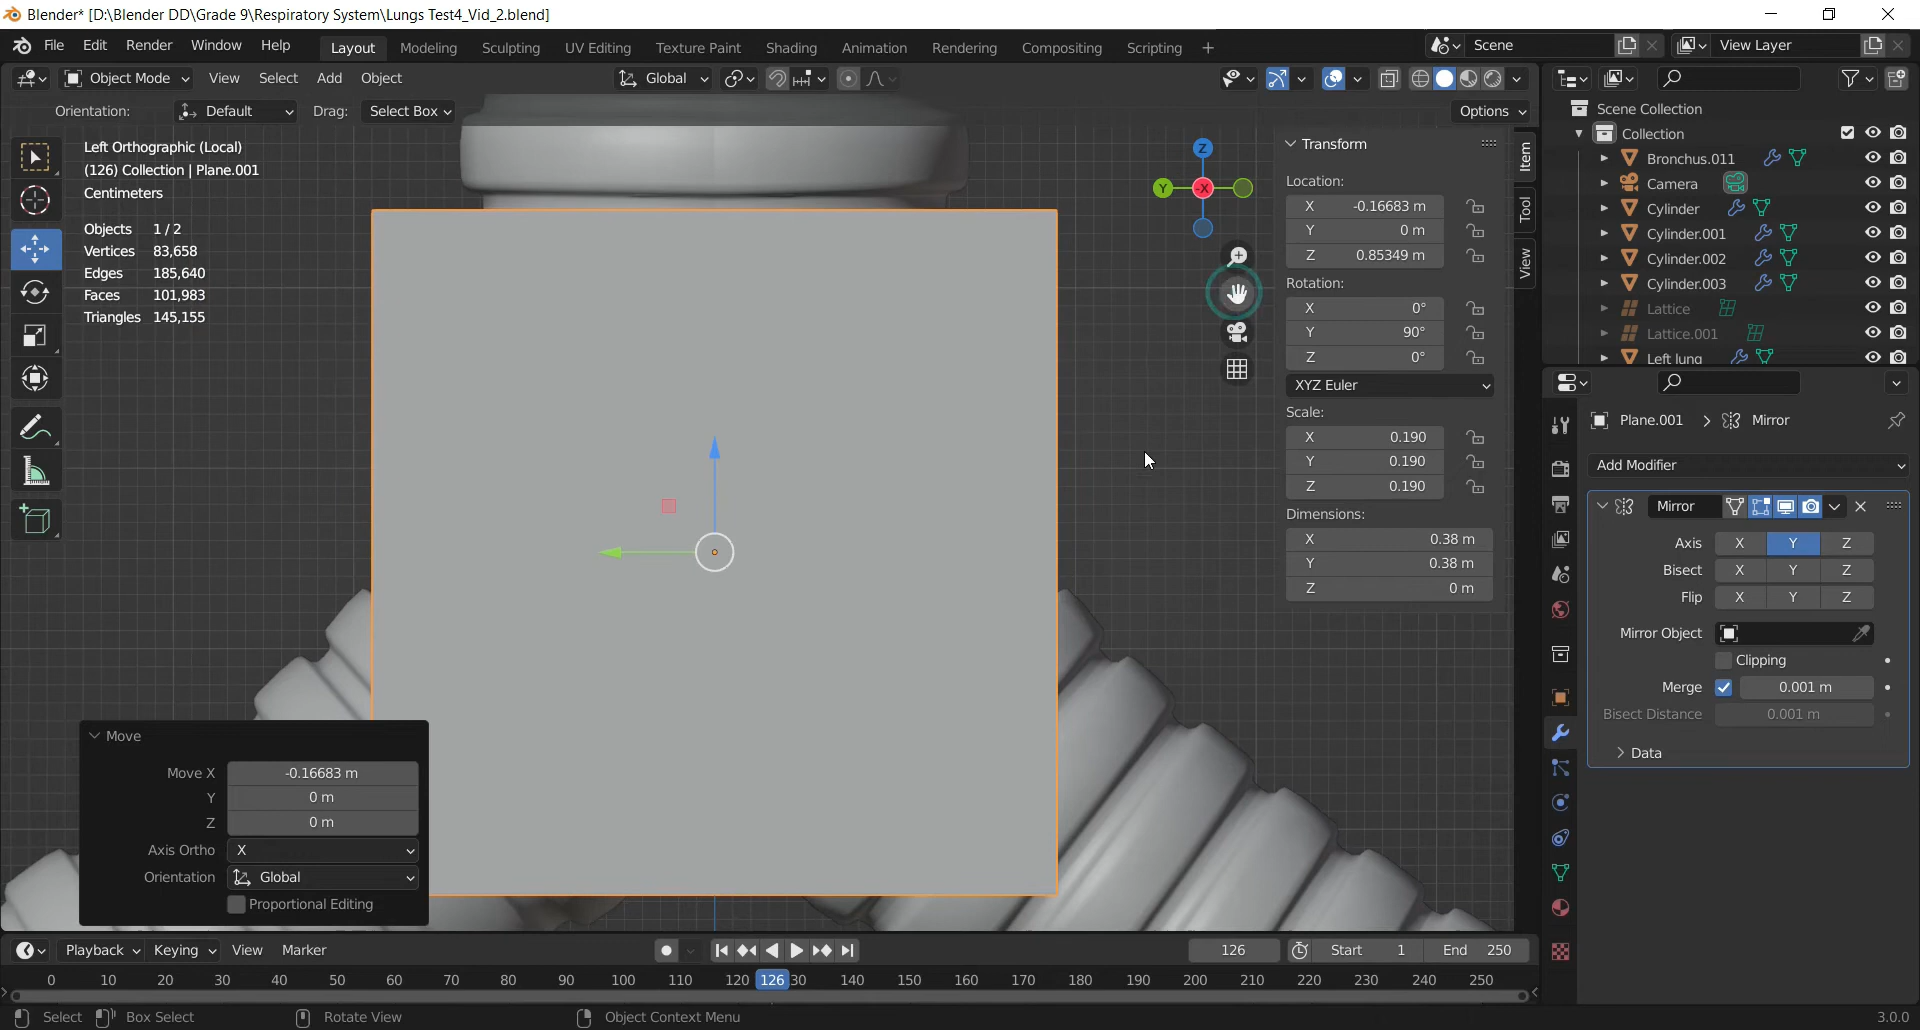 Blender* [D:\Blender DD\Grade 9\Respiratory System\Lungs Test4_Vid_2.blend]
File Edit Render Window Help Layout Modeling Sculpting UV Editing Texture Paint Shading Animation Rendering Compositing Scripting + Scene View Layer
Object Mode View Select Add Object Global
Orientation: Default Drag: Select Box Options
Left Orthographic (Local)
(126) Collection | Plane.001
Centimeters
Objects 1/2
Vertices 83,658
Edges 185,640
Faces 101,983
Triangles 145,155
Z
Y
-X
Transform
Location:
X -0.16683 m
Y 0 m
Z 0.85349 m
Rotation:
X 0°
Y 90°
Z 0°
XYZ Euler
Scale:
X 0.190
Y 0.190
Z 0.190
Dimensions:
X 0.38 m
Y 0.38 m
Z 0 m
Item
Tool
View
Scene Collection
Collection
Bronchus.011
Camera
Cylinder
Cylinder.001
Cylinder.002
Cylinder.003
Lattice
Lattice.001
Left lung
Plane.001 > Mirror
Add Modifier
Mirror
Axis X Y Z
Bisect X Y Z
Flip X Y Z
Mirror Object
Clipping
Merge 0.001 m
Bisect Distance 0.001 m
Data
Move
Move X -0.16683 m
Y 0 m
Z 0 m
Axis Ortho X
Orientation Global
Proportional Editing
Playback Keying View Marker 126 Start 1 End 250
0 10 20 30 40 50 60 70 80 90 100 110 120 126 30 140 150 160 170 180 190 200 210 220 230 240 250
Select Box Select Rotate View Object Context Menu 3.0.0